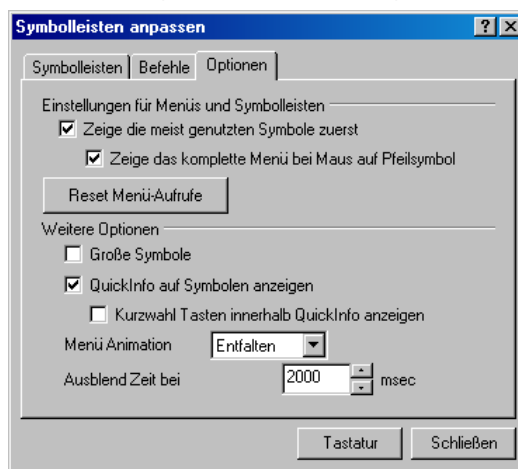 Symbolleisten anpassen
Symbolleisten Befehle Optionen
Einstellungen für Menüs und Symbolleisten
Zeige die meist genutzten Symbole zuerst
Zeige das komplette Menü bei Maus auf Pfeilsymbol
Reset Menü-Aufrufe
Weitere Optionen
Große Symbole
QuickInfo auf Symbolen anzeigen
Kurzwahl Tasten innerhalb QuickInfo anzeigen
Menü Animation Entfalten
Ausblend Zeit bei 2000 msec
Tastatur Schließen